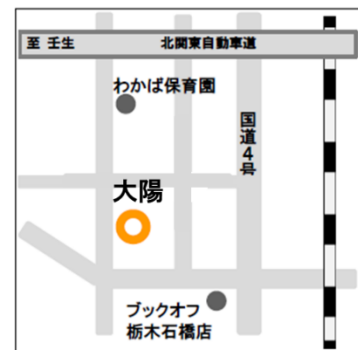 至 壬生
北関東自動車道
わかば保育園
国道4号
大陽
ブックオフ
栃木石橋店